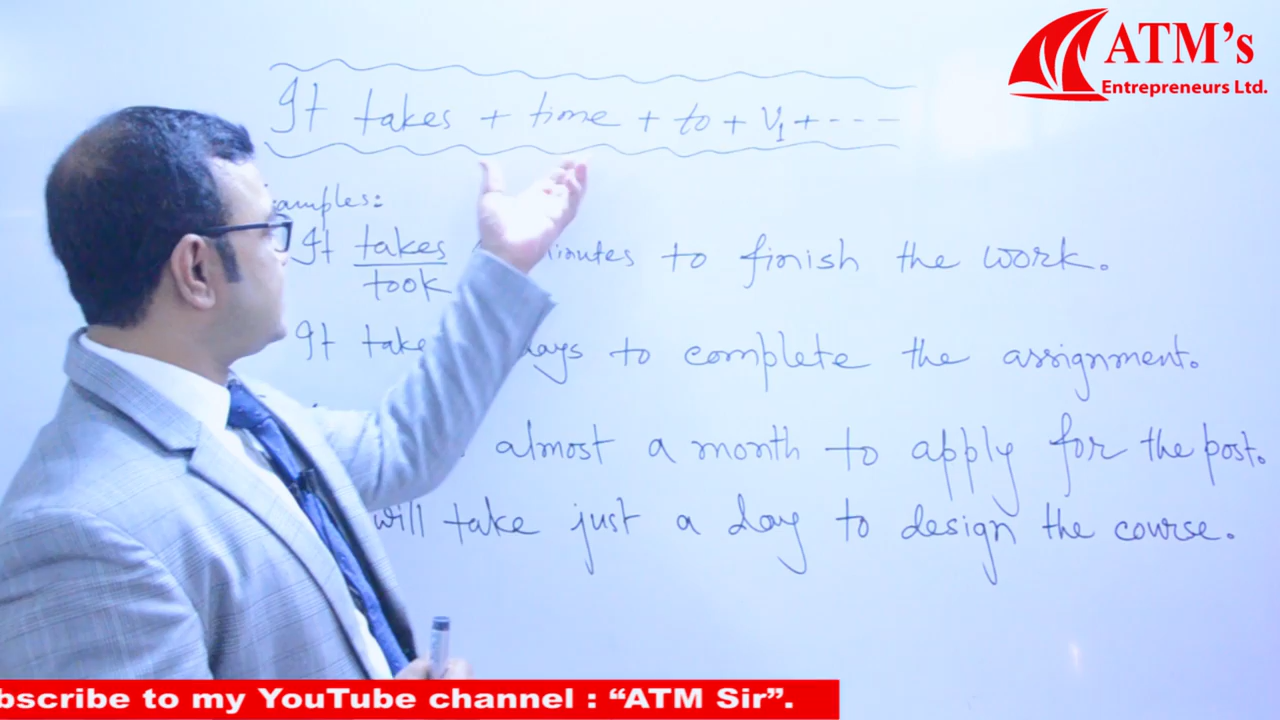 ATM's
Entrepreneurs Ltd.
It takes + time + to + V1 + ----
amples:
It takes minutes to finish the work.
took
It take days to complete the assignment.
almost a month to apply for the post.
will take just a day to design the course.
bscribe to my YouTube channel : “ATM Sir”.